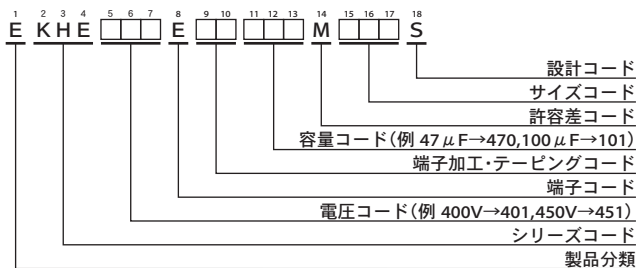 1 2 3 4 5 6 7 8 9 10 11 12 13 14 15 16 17 18
E K H E E M S
設計コード
サイズコード
許容差コード
容量コード（例 47μF→470,100μF→101）
端子加工・テーピングコード
端子コード
電圧コード（例 400V→401,450V→451）
シリーズコード
製品分類